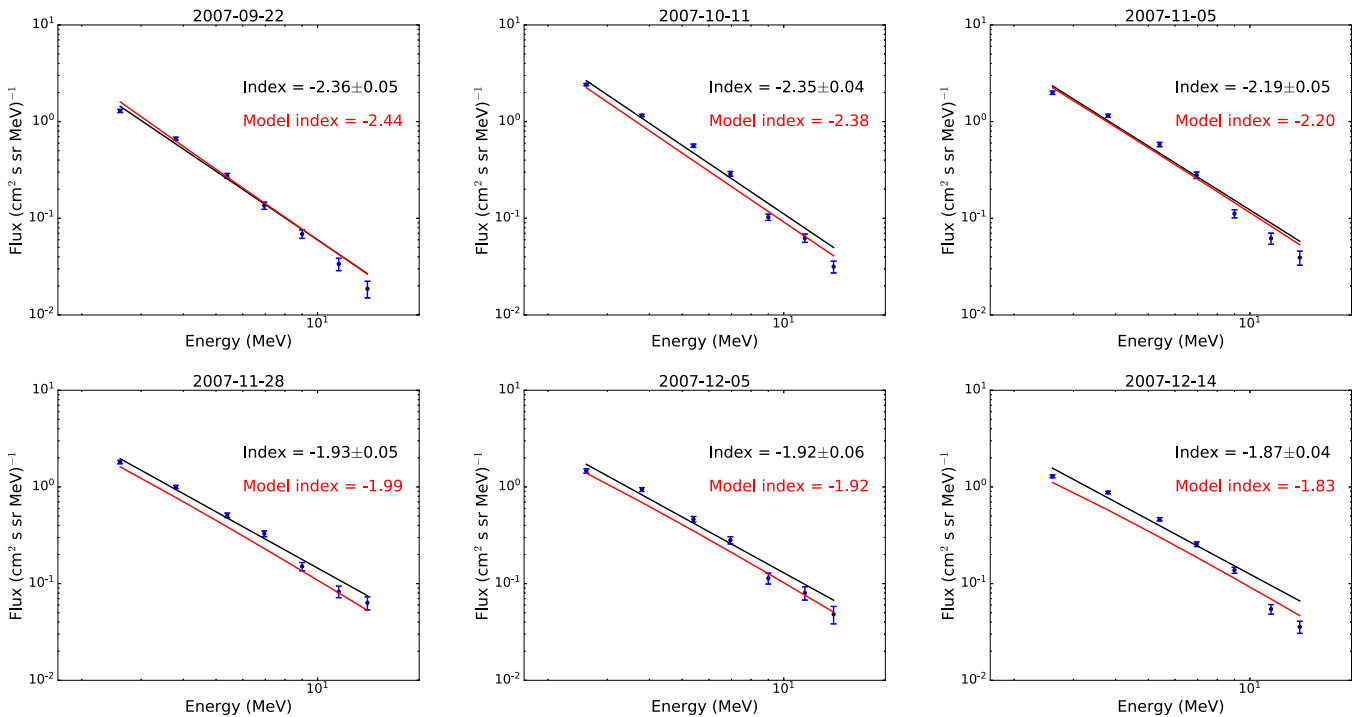 2007-09-22
10^1
10^0
10^-1
10^-2
Flux (cm^2 s sr MeV)^-1
Index = -2.36±0.05
Model index = -2.44
10^1
Energy (MeV)
2007-10-11
10^1
10^0
10^-1
10^-2
Flux (cm^2 s sr MeV)^-1
Index = -2.35±0.04
Model index = -2.38
10^1
Energy (MeV)
2007-11-05
10^1
10^0
10^-1
10^-2
Flux (cm^2 s sr MeV)^-1
Index = -2.19±0.05
Model index = -2.20
10^1
Energy (MeV)
2007-11-28
10^1
10^0
10^-1
10^-2
Flux (cm^2 s sr MeV)^-1
Index = -1.93±0.05
Model index = -1.99
10^1
Energy (MeV)
2007-12-05
10^1
10^0
10^-1
10^-2
Flux (cm^2 s sr MeV)^-1
Index = -1.92±0.06
Model index = -1.92
10^1
Energy (MeV)
2007-12-14
10^1
10^0
10^-1
10^-2
Flux (cm^2 s sr MeV)^-1
Index = -1.87±0.04
Model index = -1.83
10^1
Energy (MeV)